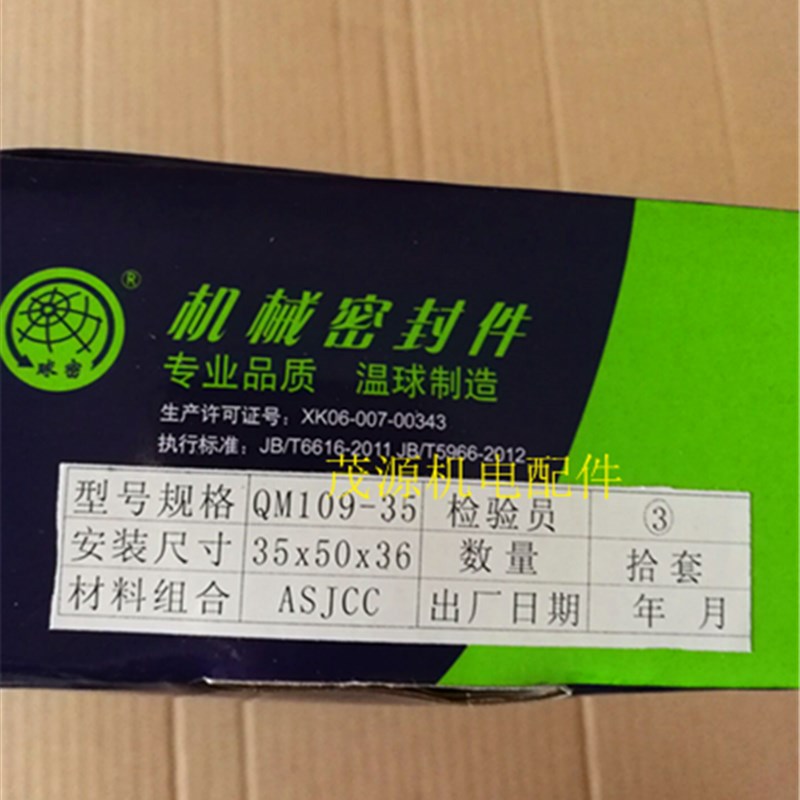 球密
®
机械密封件
专业品质 温球制造
生产许可证号：XK06-007-00343
执行标准：JB/T6616-2011 JB/T5966-2012
茂源机电配件
型号规格 QM109-35 检验员 ③
安装尺寸 35x50x36 数量 拾套
材料组合 ASJCC 出厂日期 年 月